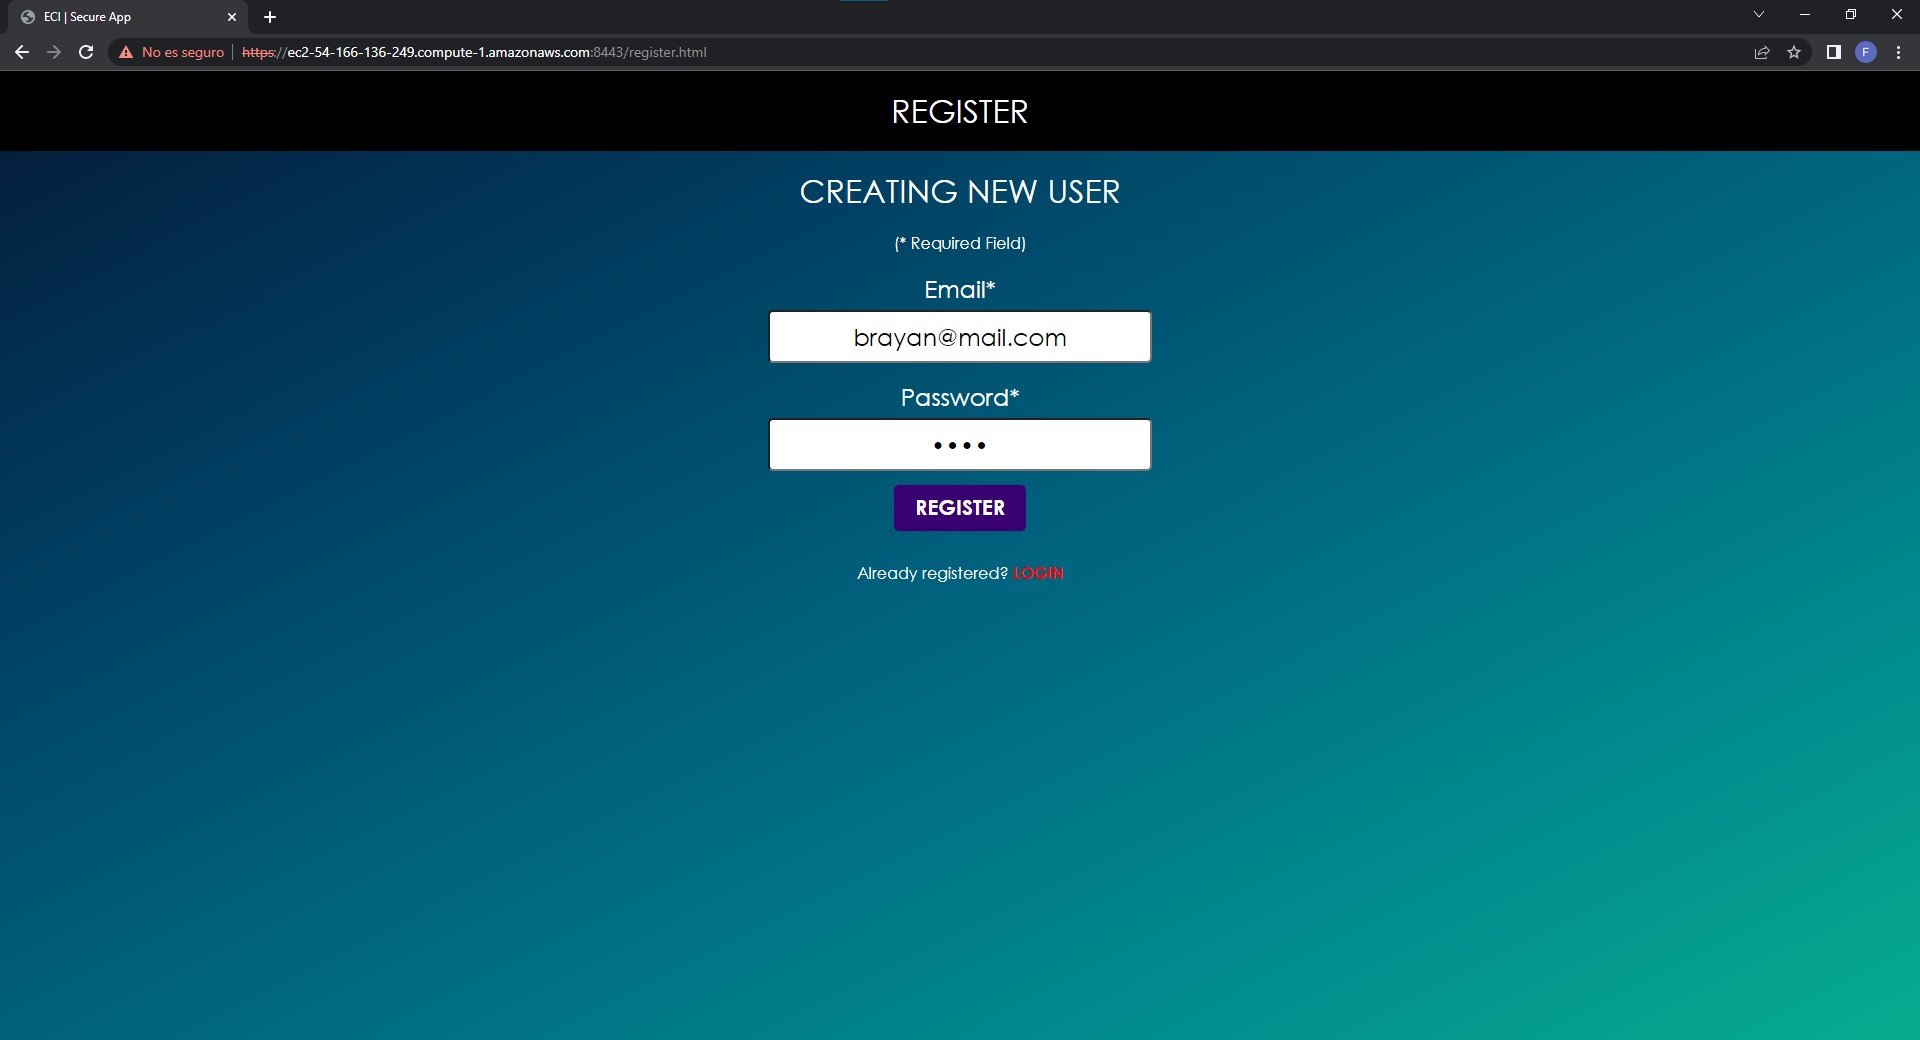 ECI | Secure App
No es seguro
https://ec2-54-166-136-249.compute-1.amazonaws.com:8443/register.html
F
REGISTER
CREATING NEW USER
(* Required Field)
Email*
brayan@mail.com
Password*
••••
REGISTER
Already registered? LOGIN